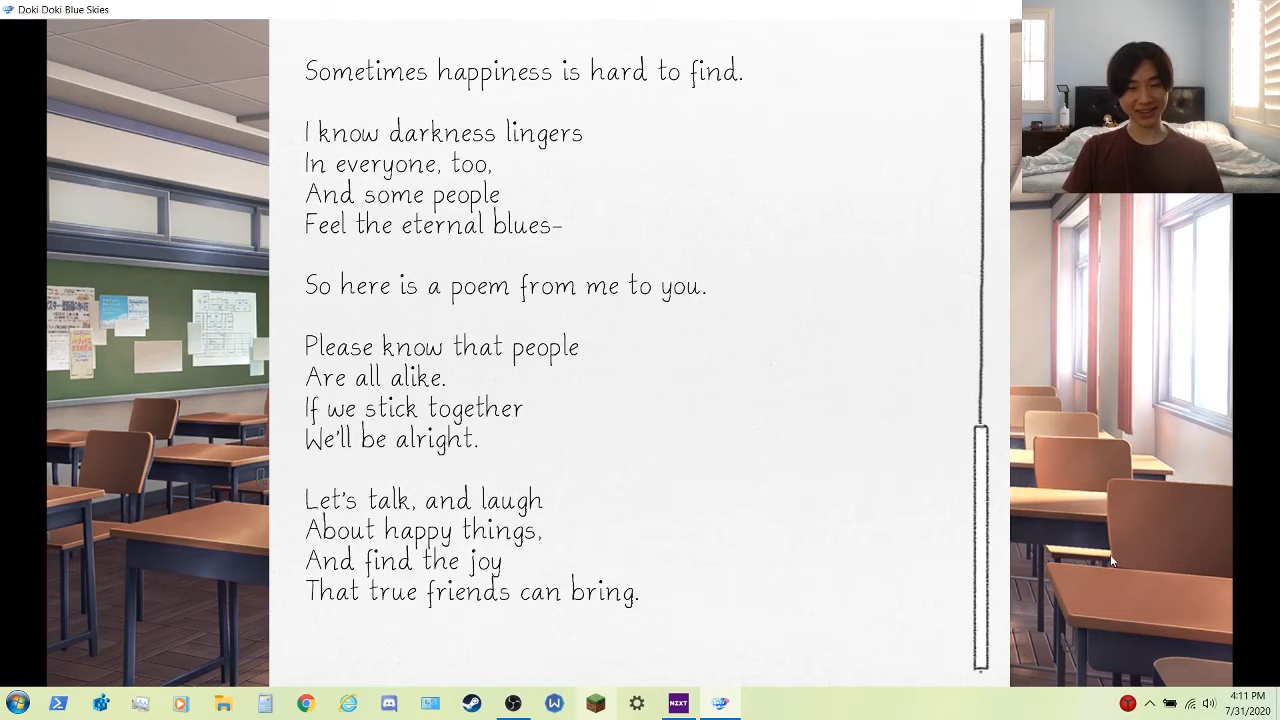 Doki Doki Blue Skies
Sometimes happiness is hard to find.
I know darkness lingers
In everyone, too,
And some people
Feel the eternal blues-
So here is a poem from me to you.
Please know that people
Are all alike.
If we stick together
We'll be alright.
Let's talk, and laugh
About happy things,
And find the joy
That true friends can bring.
NZXT
4:11 PM
7/31/2020